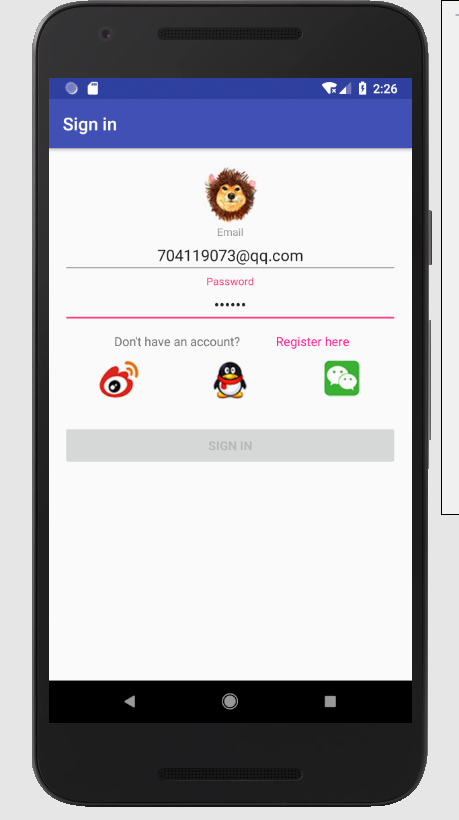 2:26
Sign in
Email
704119073@qq.com
Password
••••••
Don't have an account? Register here
SIGN IN